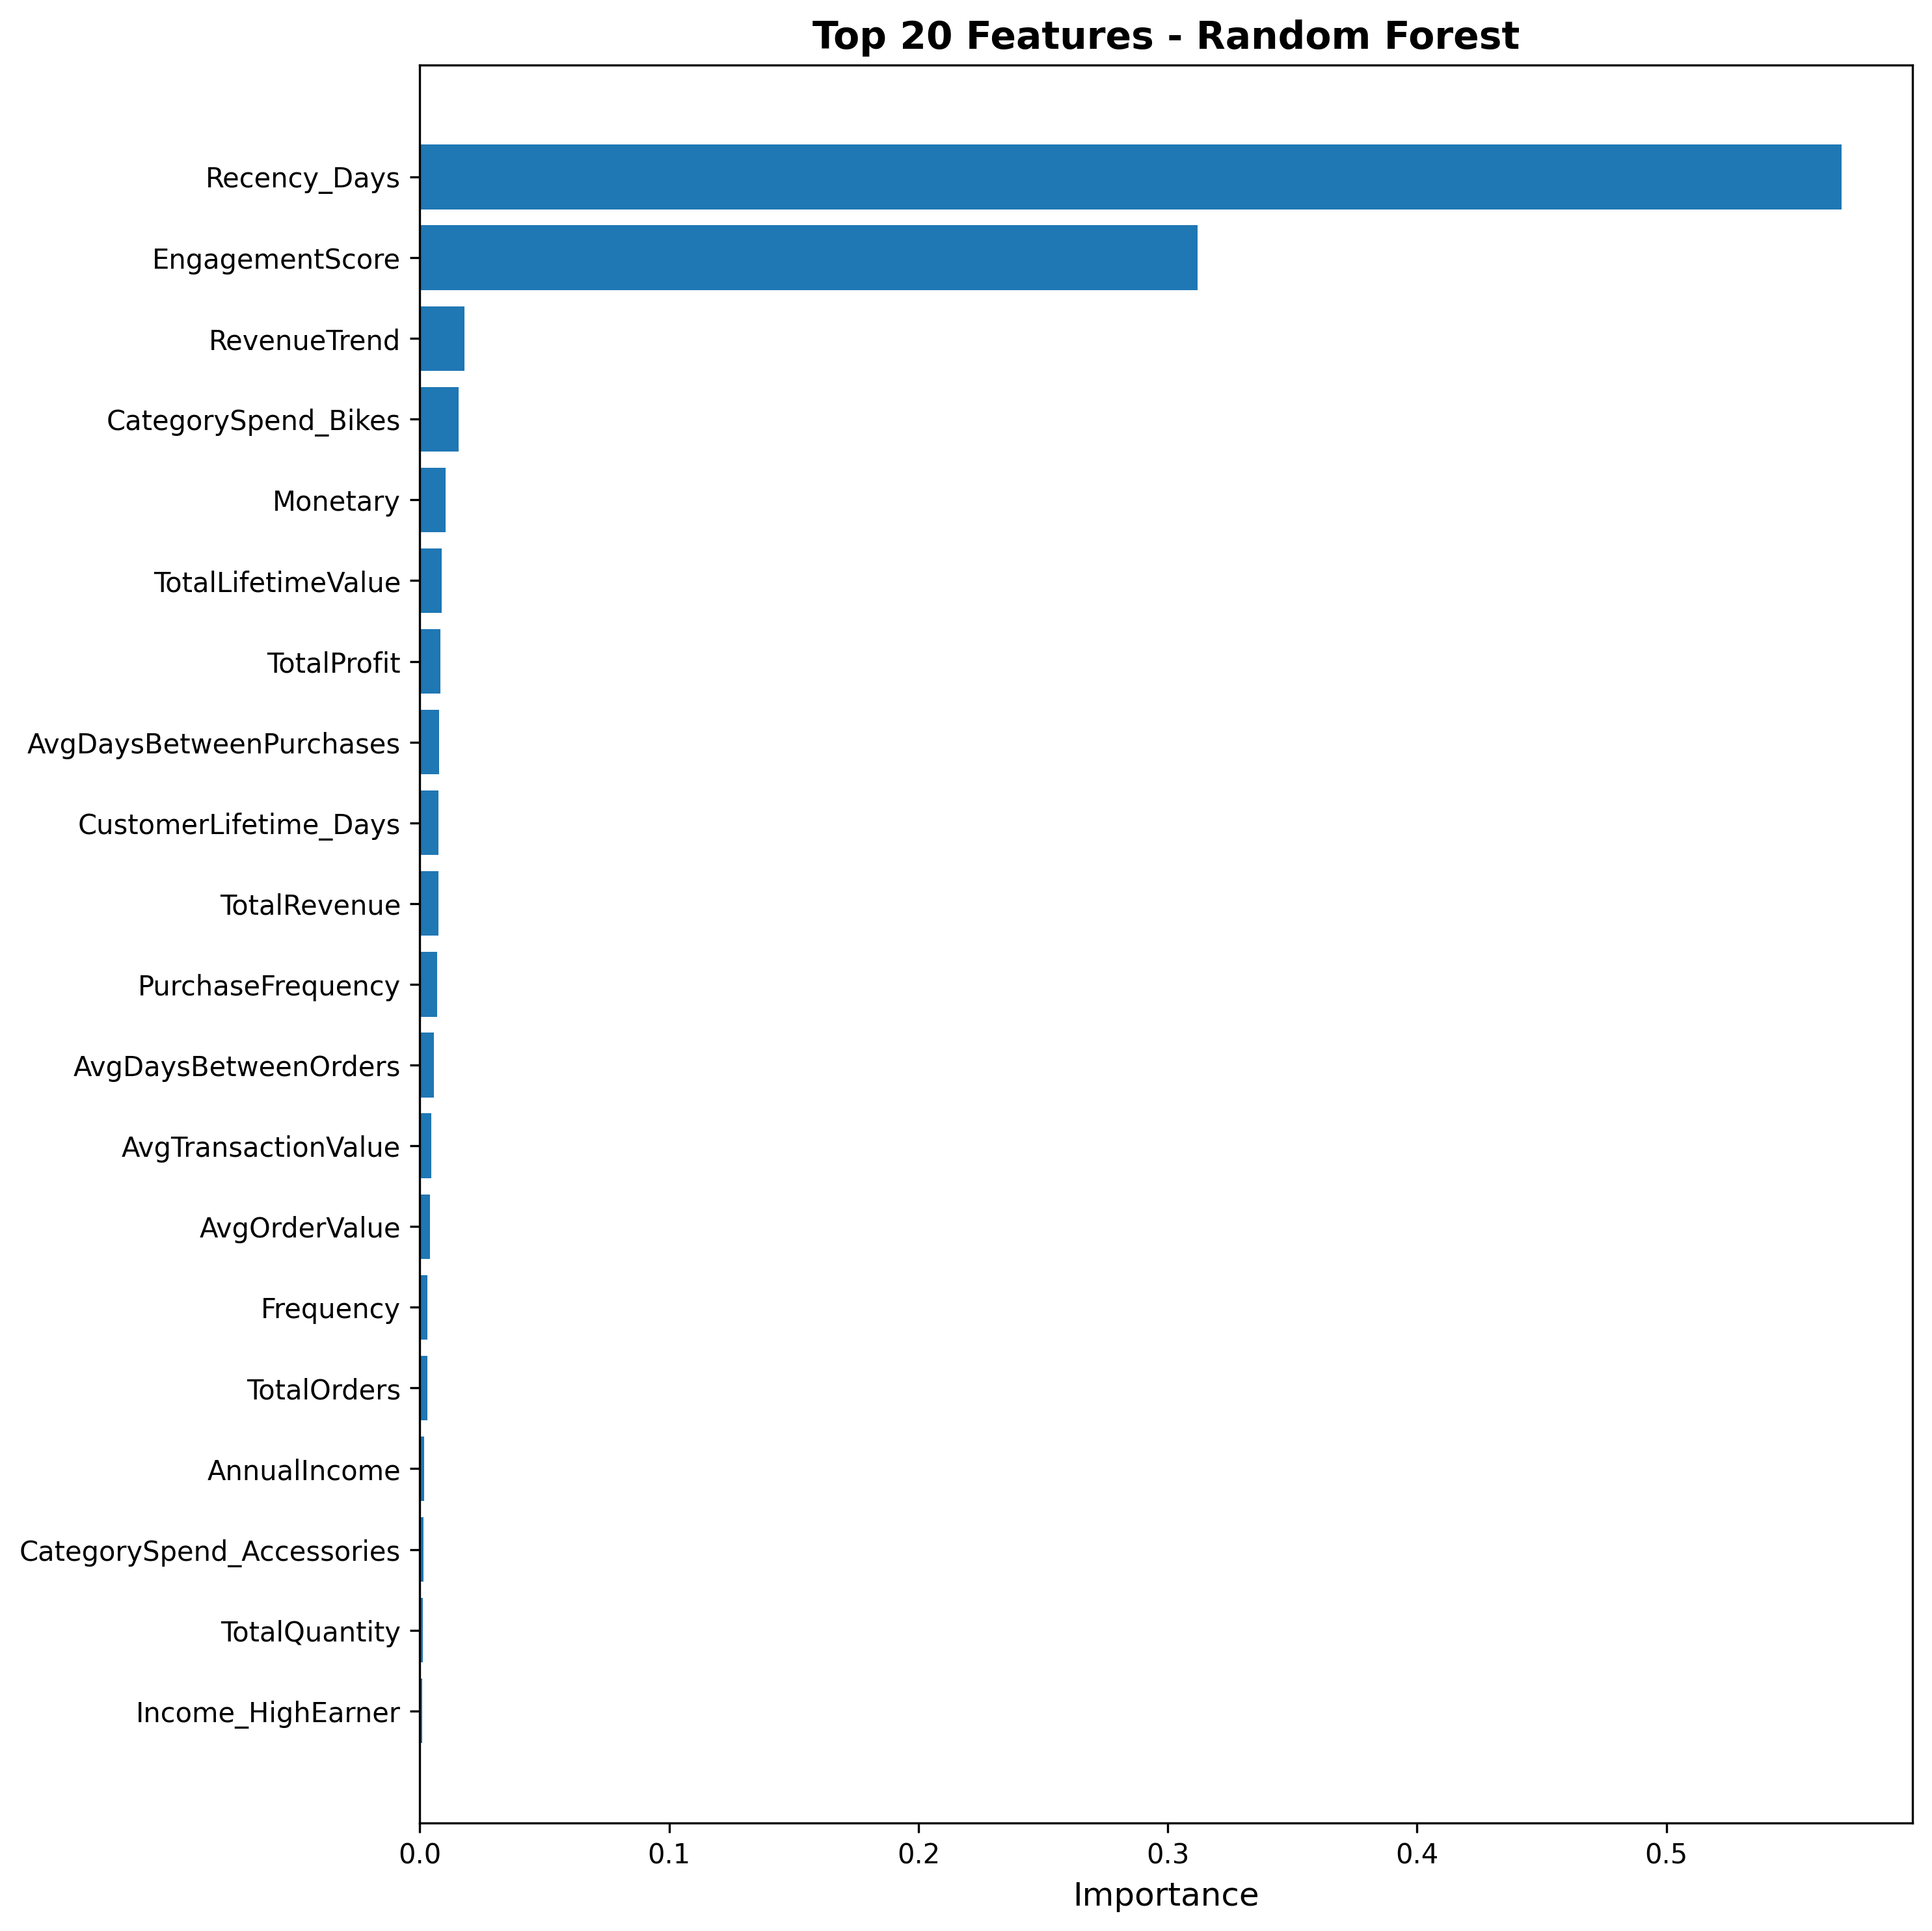 Top 20 Features - Random Forest
Recency_Days
EngagementScore
RevenueTrend
CategorySpend_Bikes
Monetary
TotalLifetimeValue
TotalProfit
AvgDaysBetweenPurchases
CustomerLifetime_Days
TotalRevenue
PurchaseFrequency
AvgDaysBetweenOrders
AvgTransactionValue
AvgOrderValue
Frequency
TotalOrders
AnnualIncome
CategorySpend_Accessories
TotalQuantity
Income_HighEarner
0.0 0.1 0.2 0.3 0.4 0.5
Importance